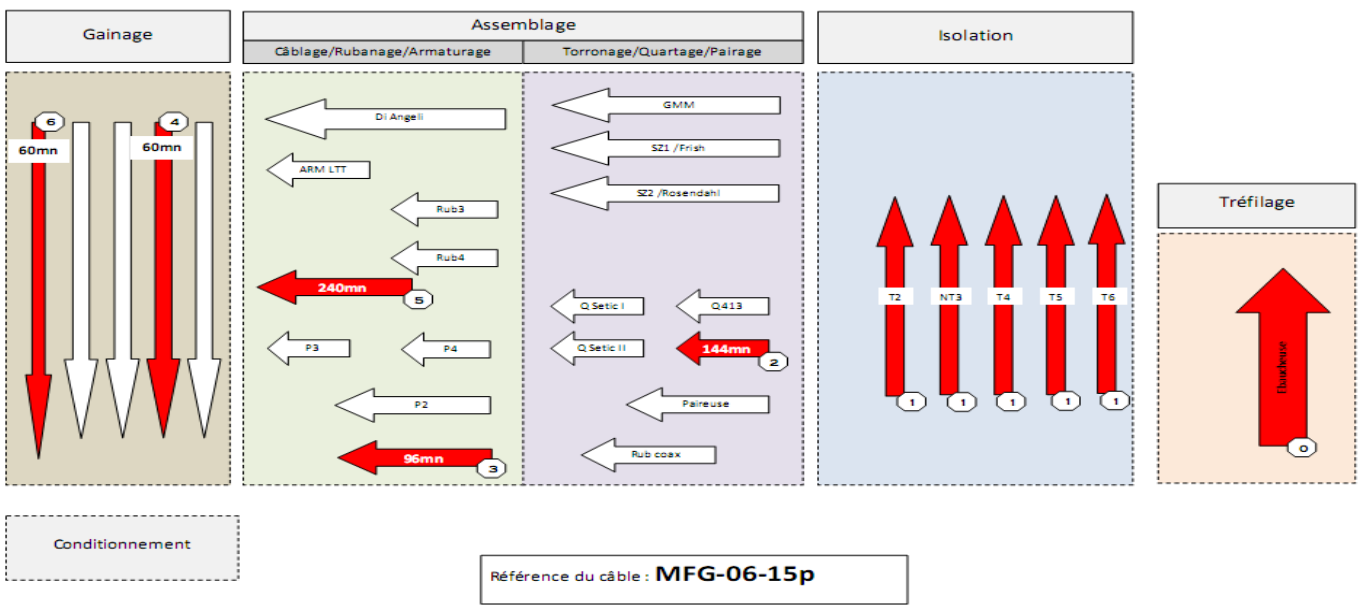 Gainage
Assemblage
Câblage/Rubanage/Armaturage
Torronage/Quartage/Pairage
Isolation
Tréfilage
6
60mn
4
60mn
Di Angeli
ARM LTT
Rub3
Rub4
240mn
5
P3
P4
P2
96mn
3
GMM
SZ1 /Frish
SZ2 /Rosendahl
Q Setic I
Q413
Q Setic II
144mn
2
Paireuse
Rub coax
T2
NT3
T4
T5
T6
1
1
1
1
1
Ebaucheuse
0
Conditionnement
Référence du câble : MFG-06-15p